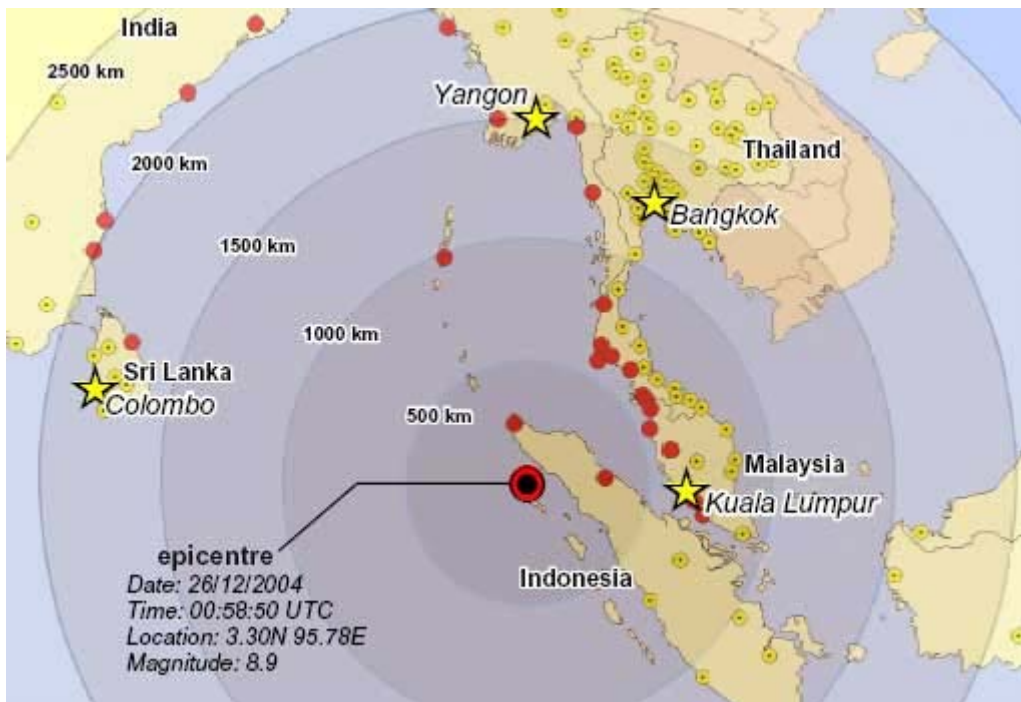 India
2500 km
Yangon
2000 km
Thailand
Bangkok
1500 km
1000 km
Sri Lanka
Colombo
500 km
Malaysia
Kuala Lumpur
epicentre
Indonesia
Date: 26/12/2004
Time: 00:58:50 UTC
Location: 3.30N 95.78E
Magnitude: 8.9